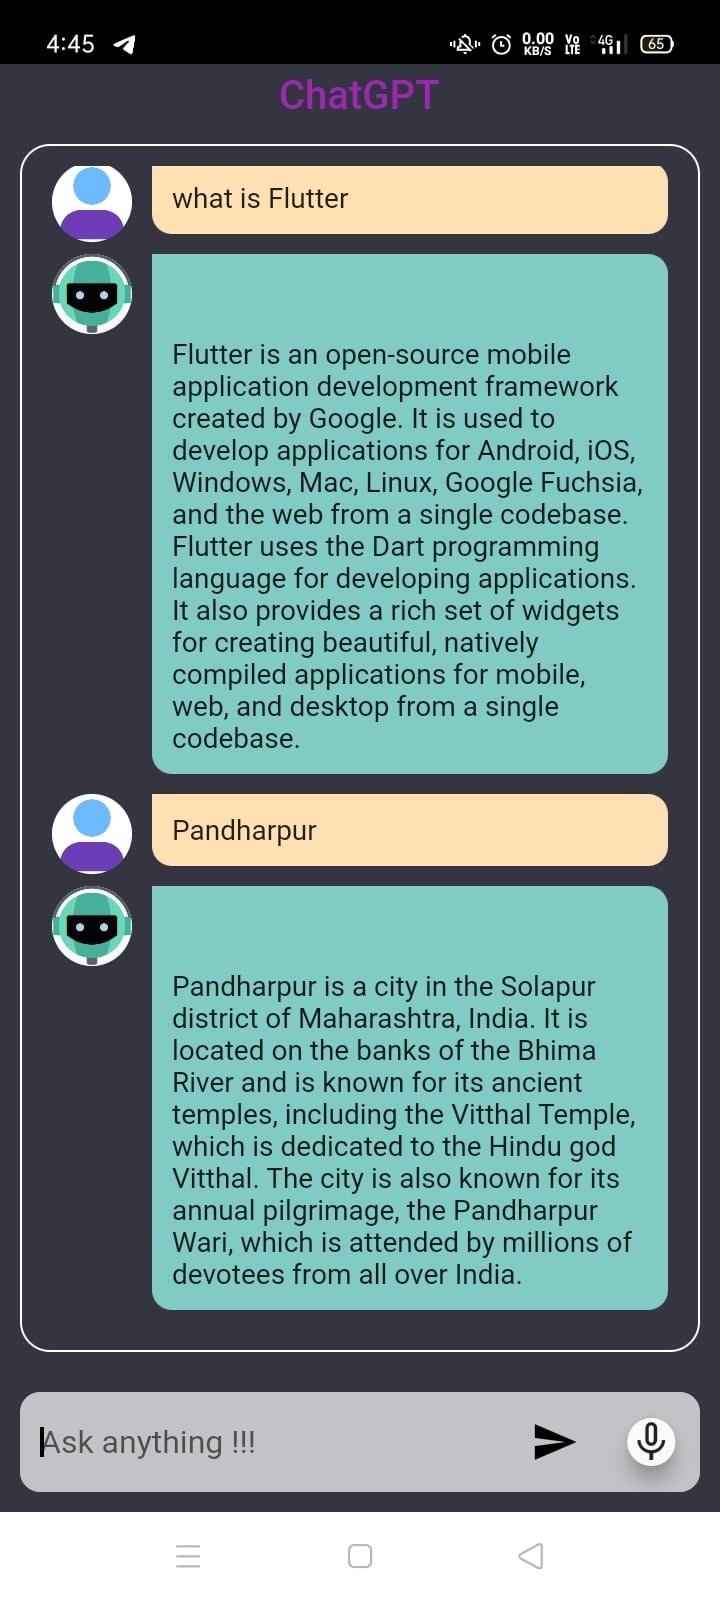 4:45
0.00
KB/S
Vo
LTE
4G
65
ChatGPT
what is Flutter
Flutter is an open-source mobile
application development framework
created by Google. It is used to
develop applications for Android, iOS,
Windows, Mac, Linux, Google Fuchsia,
and the web from a single codebase.
Flutter uses the Dart programming
language for developing applications.
It also provides a rich set of widgets
for creating beautiful, natively
compiled applications for mobile,
web, and desktop from a single
codebase.
Pandharpur
Pandharpur is a city in the Solapur
district of Maharashtra, India. It is
located on the banks of the Bhima
River and is known for its ancient
temples, including the Vitthal Temple,
which is dedicated to the Hindu god
Vitthal. The city is also known for its
annual pilgrimage, the Pandharpur
Wari, which is attended by millions of
devotees from all over India.
Ask anything !!!